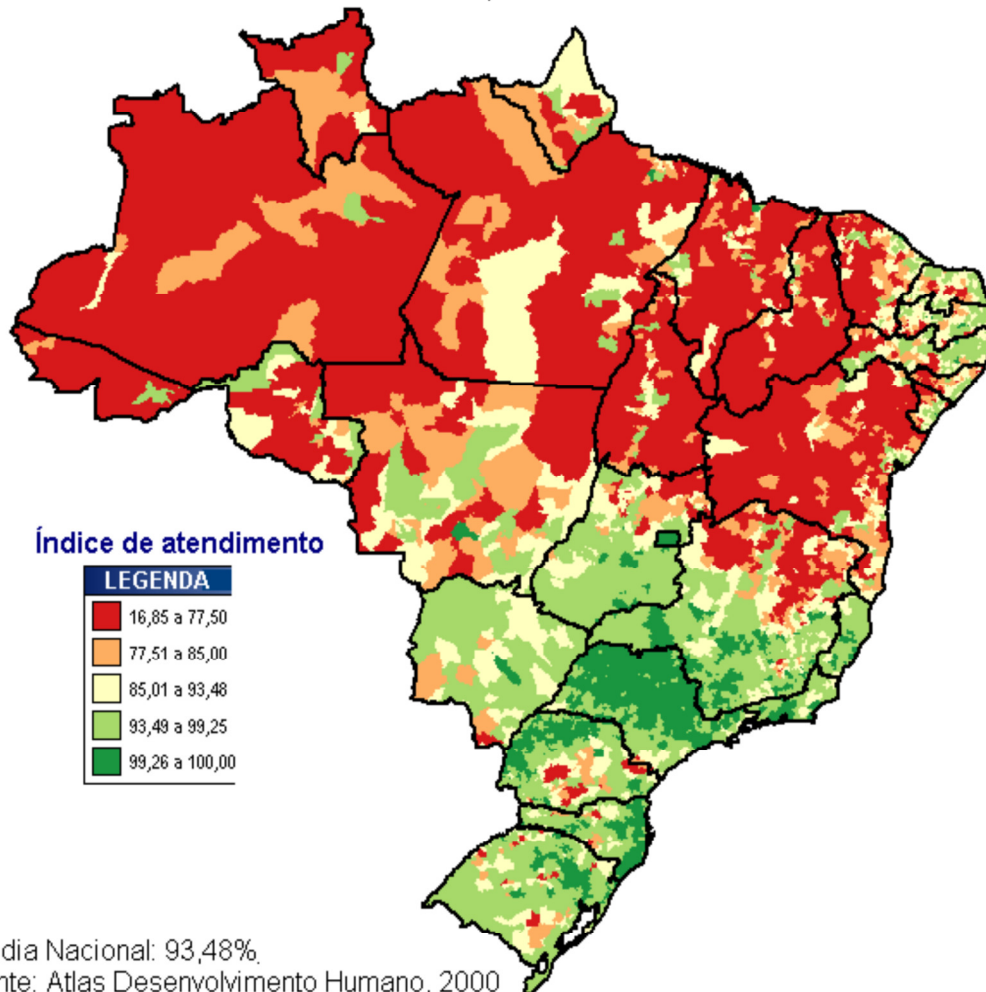 Índice de atendimento
LEGENDA
16,85 a 77,50
77,51 a 85,00
85,01 a 93,48
93,49 a 99,25
99,26 a 100,00
dia Nacional: 93,48%
nte: Atlas Desenvolvimento Humano, 2000